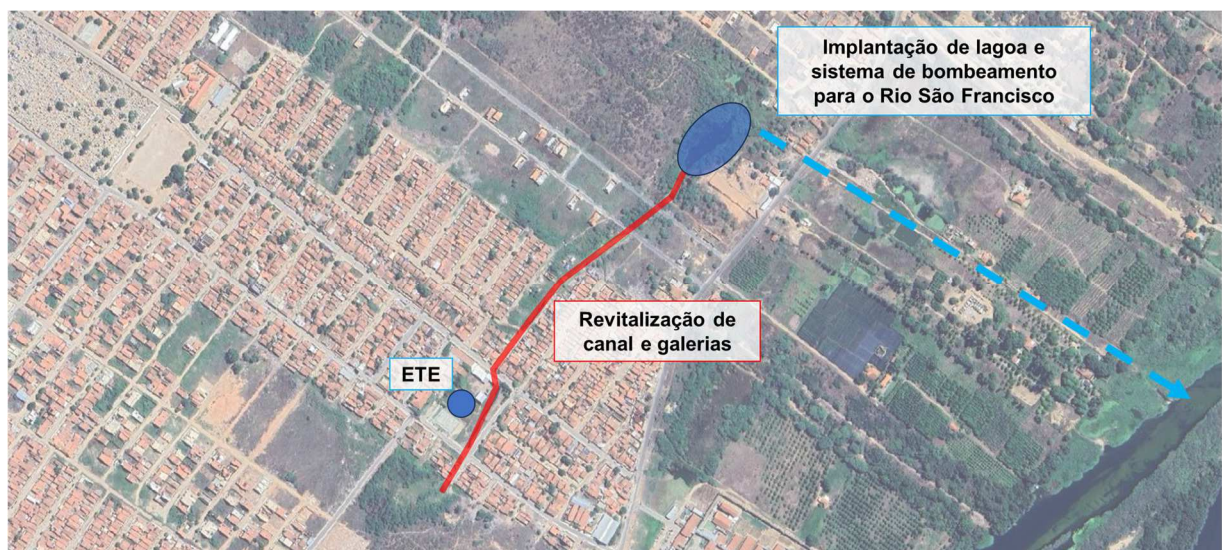 Implantação de lagoa e
sistema de bombeamento
para o Rio São Francisco
Revitalização de
canal e galerias
ETE